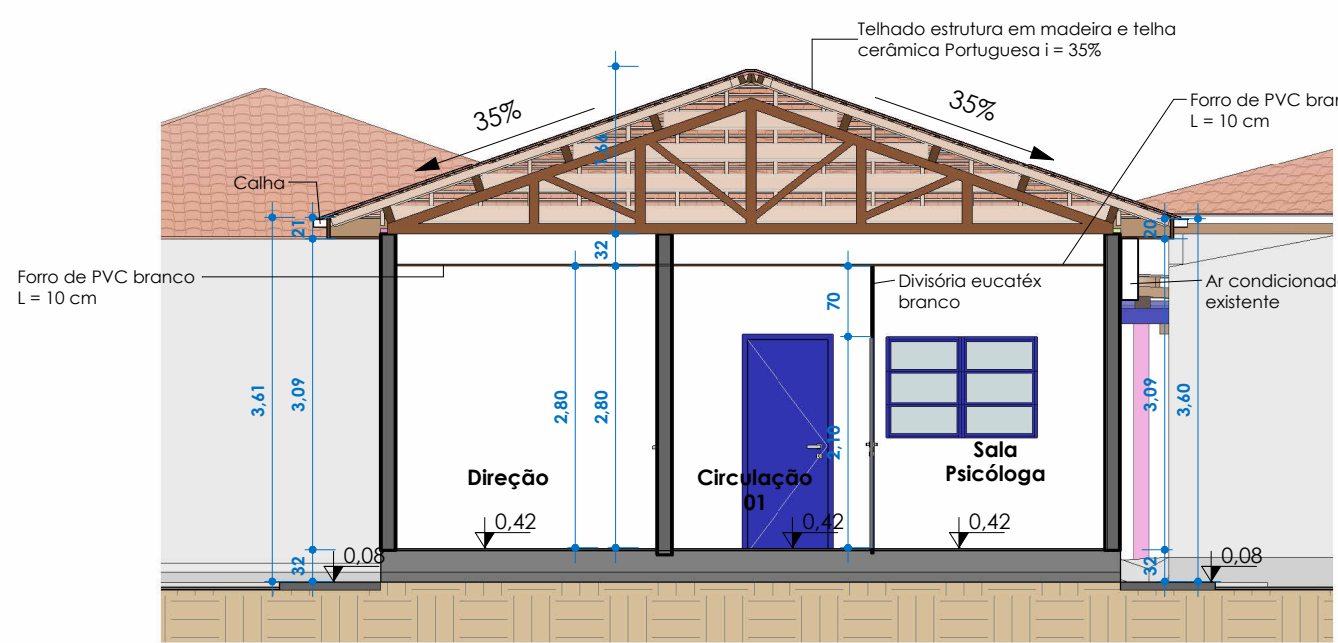 Telhado estrutura em madeira e telha
cerâmica Portuguesa i = 35%
35%
35%
Forro de PVC
L = 10 cm
Calha
21
1,66
20
32
Forro de PVC branco
L = 10 cm
Divisória eucatéx
branco
Ar condicionado
existente
70
3,61
3,09
2,80
2,80
2,10
3,09
3,60
Direção
Circulação
01
Sala
Psicóloga
0,42
0,42
0,42
32
0,08
32
0,08